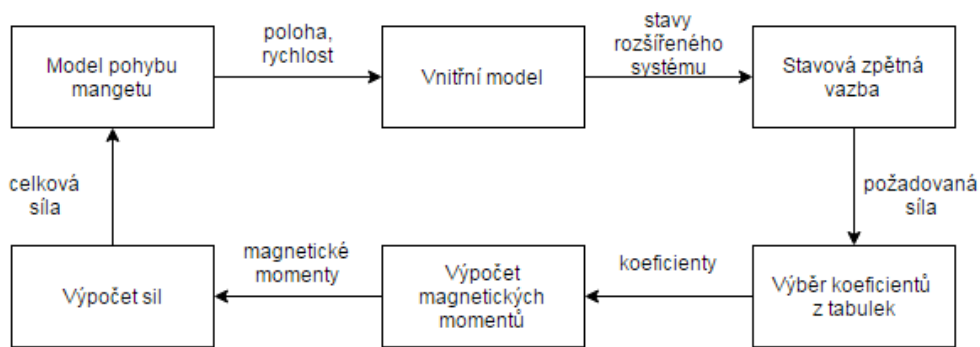 Model pohybu
mangetu
poloha,
rychlost
Vnitřní model
stavy
rozšířeného
systému
Stavová zpětná
vazba
požadovaná
síla
Výběr koeficientů
z tabulek
koeficienty
Výpočet
magnetických
momentů
magnetické
momenty
Výpočet sil
celková
síla